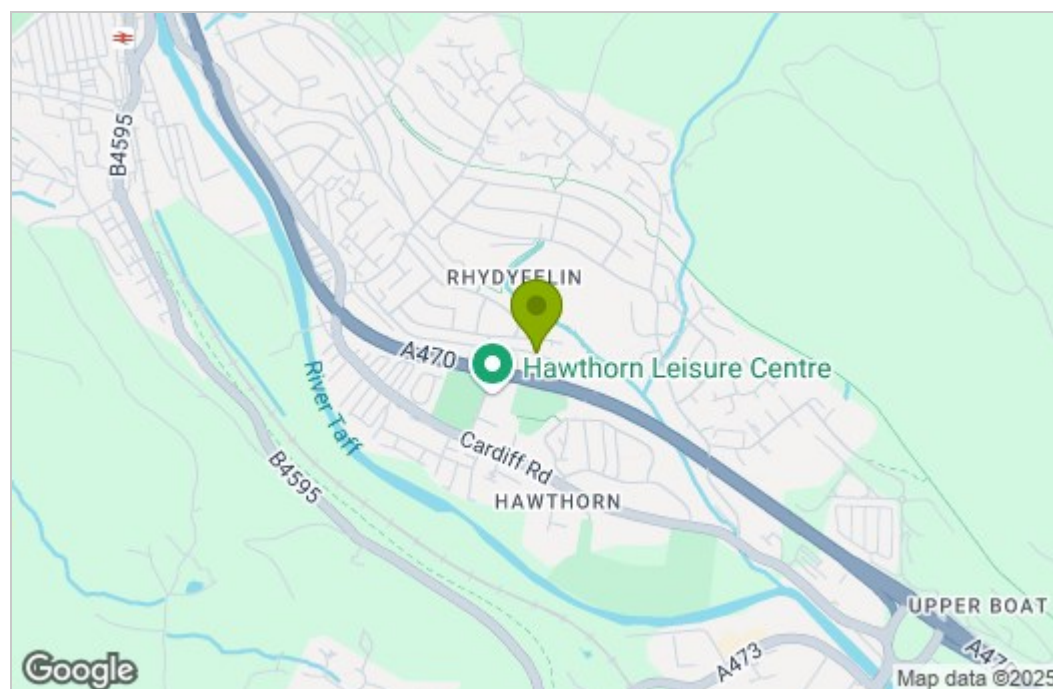 B4595
RHYDYFELIN
A470
Hawthorn Leisure Centre
River Taff
Cardiff Rd
B4595
HAWTHORN
UPPER BOAT
A473
Google
Map data ©2025